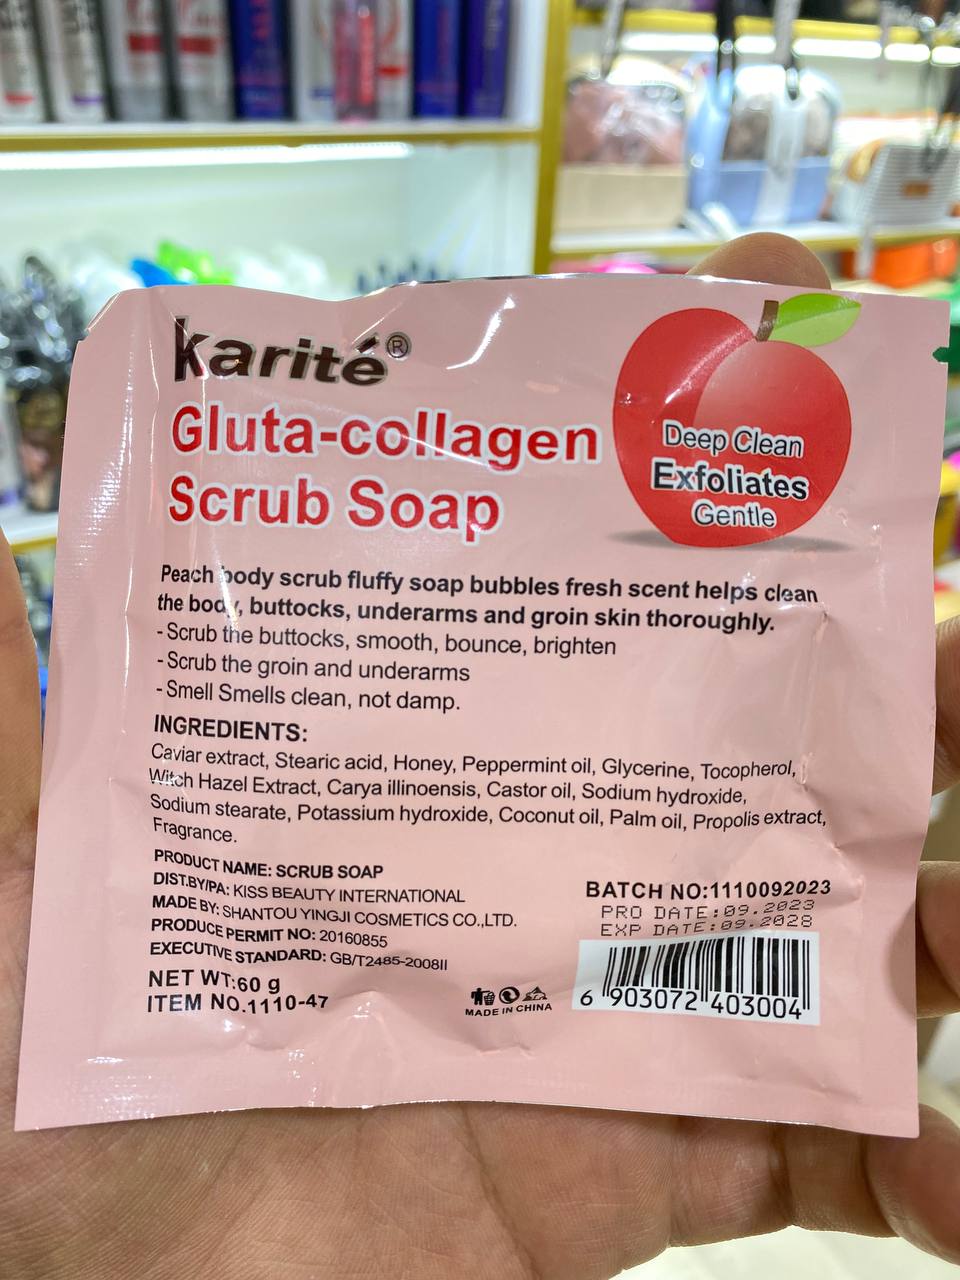 karité®
Gluta-collagen
Scrub Soap
Deep Clean
Exfoliates
Gentle
Peach body scrub fluffy soap bubbles fresh scent helps clean
the body, buttocks, underarms and groin skin thoroughly.
- Scrub the buttocks, smooth, bounce, brighten
- Scrub the groin and underarms
- Smell Smells clean, not damp.
INGREDIENTS:
Caviar extract, Stearic acid, Honey, Peppermint oil, Glycerine, Tocopherol,
Witch Hazel Extract, Carya illinoensis, Castor oil, Sodium hydroxide,
Sodium stearate, Potassium hydroxide, Coconut oil, Palm oil, Propolis extract,
Fragrance.
PRODUCT NAME: SCRUB SOAP
DIST.BY/PA: KISS BEAUTY INTERNATIONAL
MADE BY: SHANTOU YINGJI COSMETICS CO.,LTD.
PRODUCE PERMIT NO: 20160855
EXECUTIVE STANDARD: GB/T2485-2008II
NET WT:60 g
ITEM NO.1110-47
MADE IN CHINA
BATCH NO:1110092023
PRO DATE:09.2023
EXP DATE:09.2028
6 903072 403004